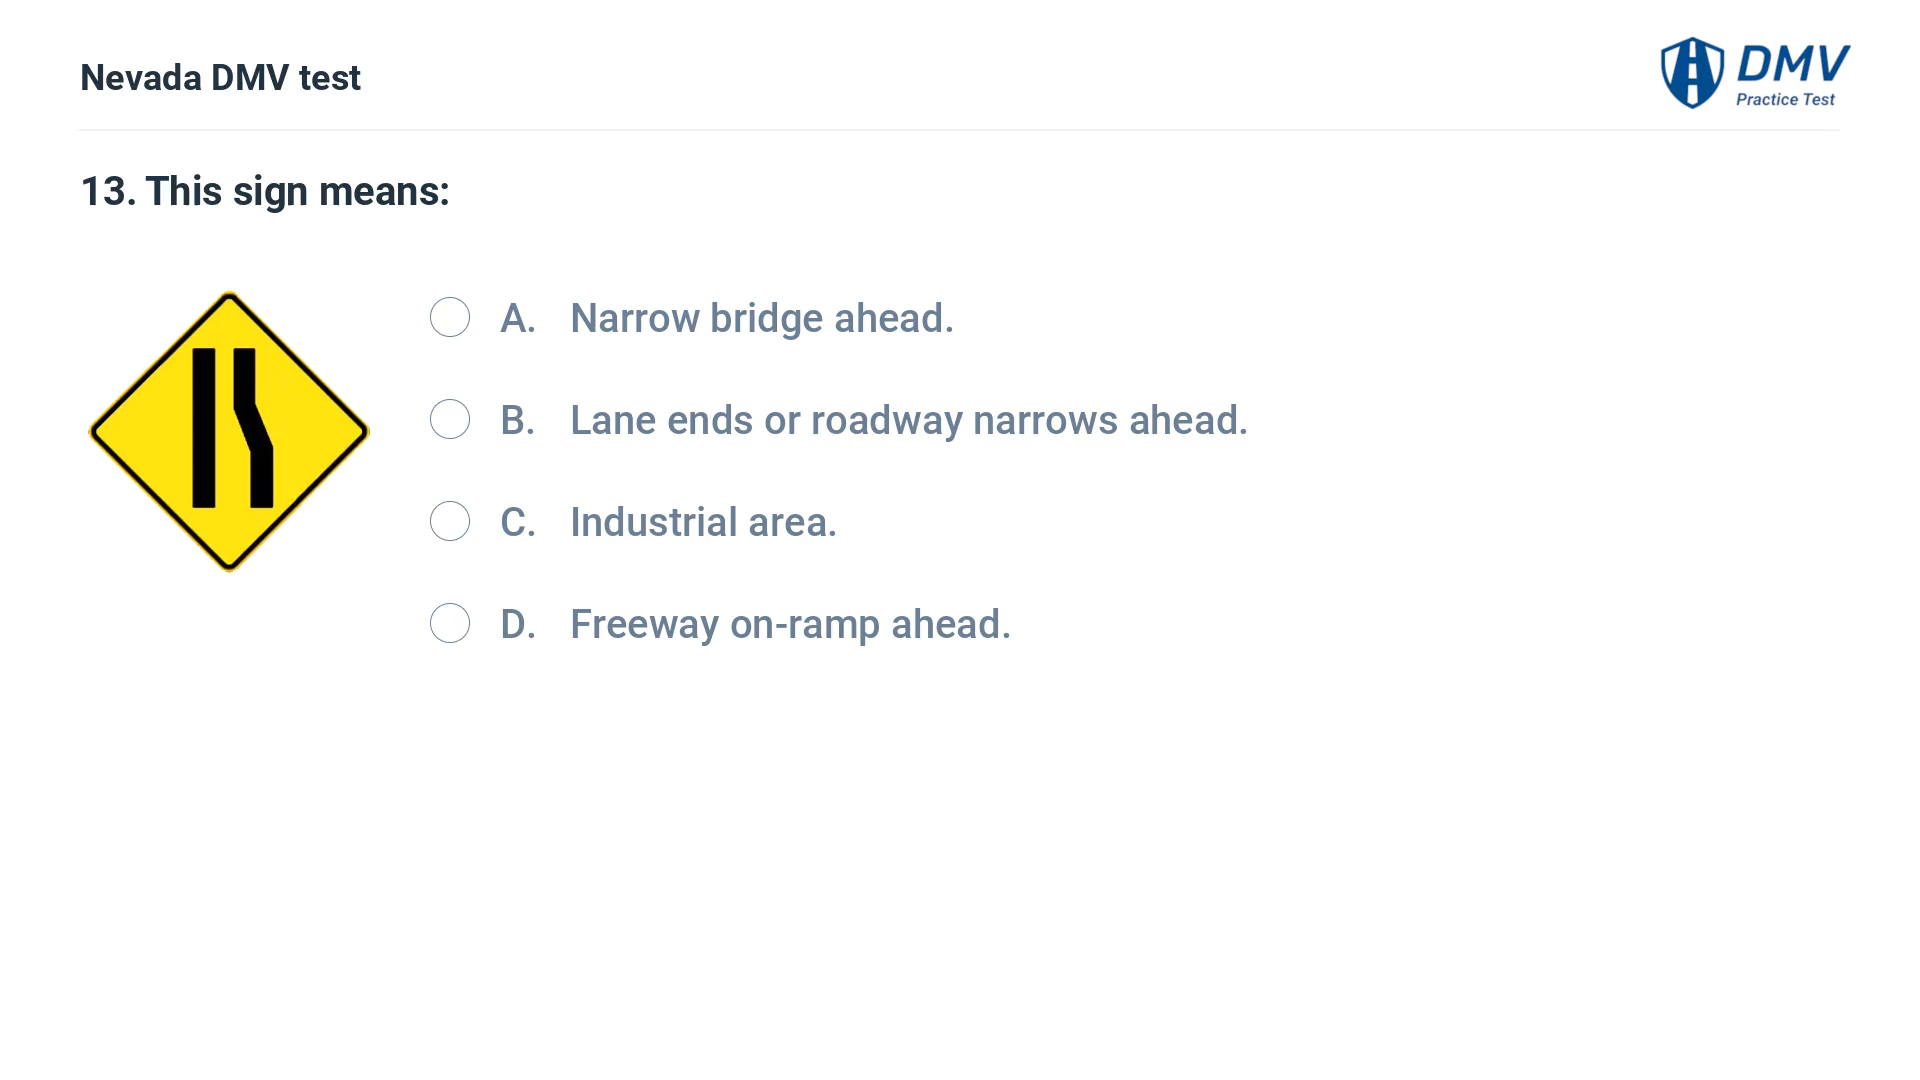 Nevada DMV test
DMV
Practice Test
13. This sign means:
A. Narrow bridge ahead.
B. Lane ends or roadway narrows ahead.
C. Industrial area.
D. Freeway on-ramp ahead.